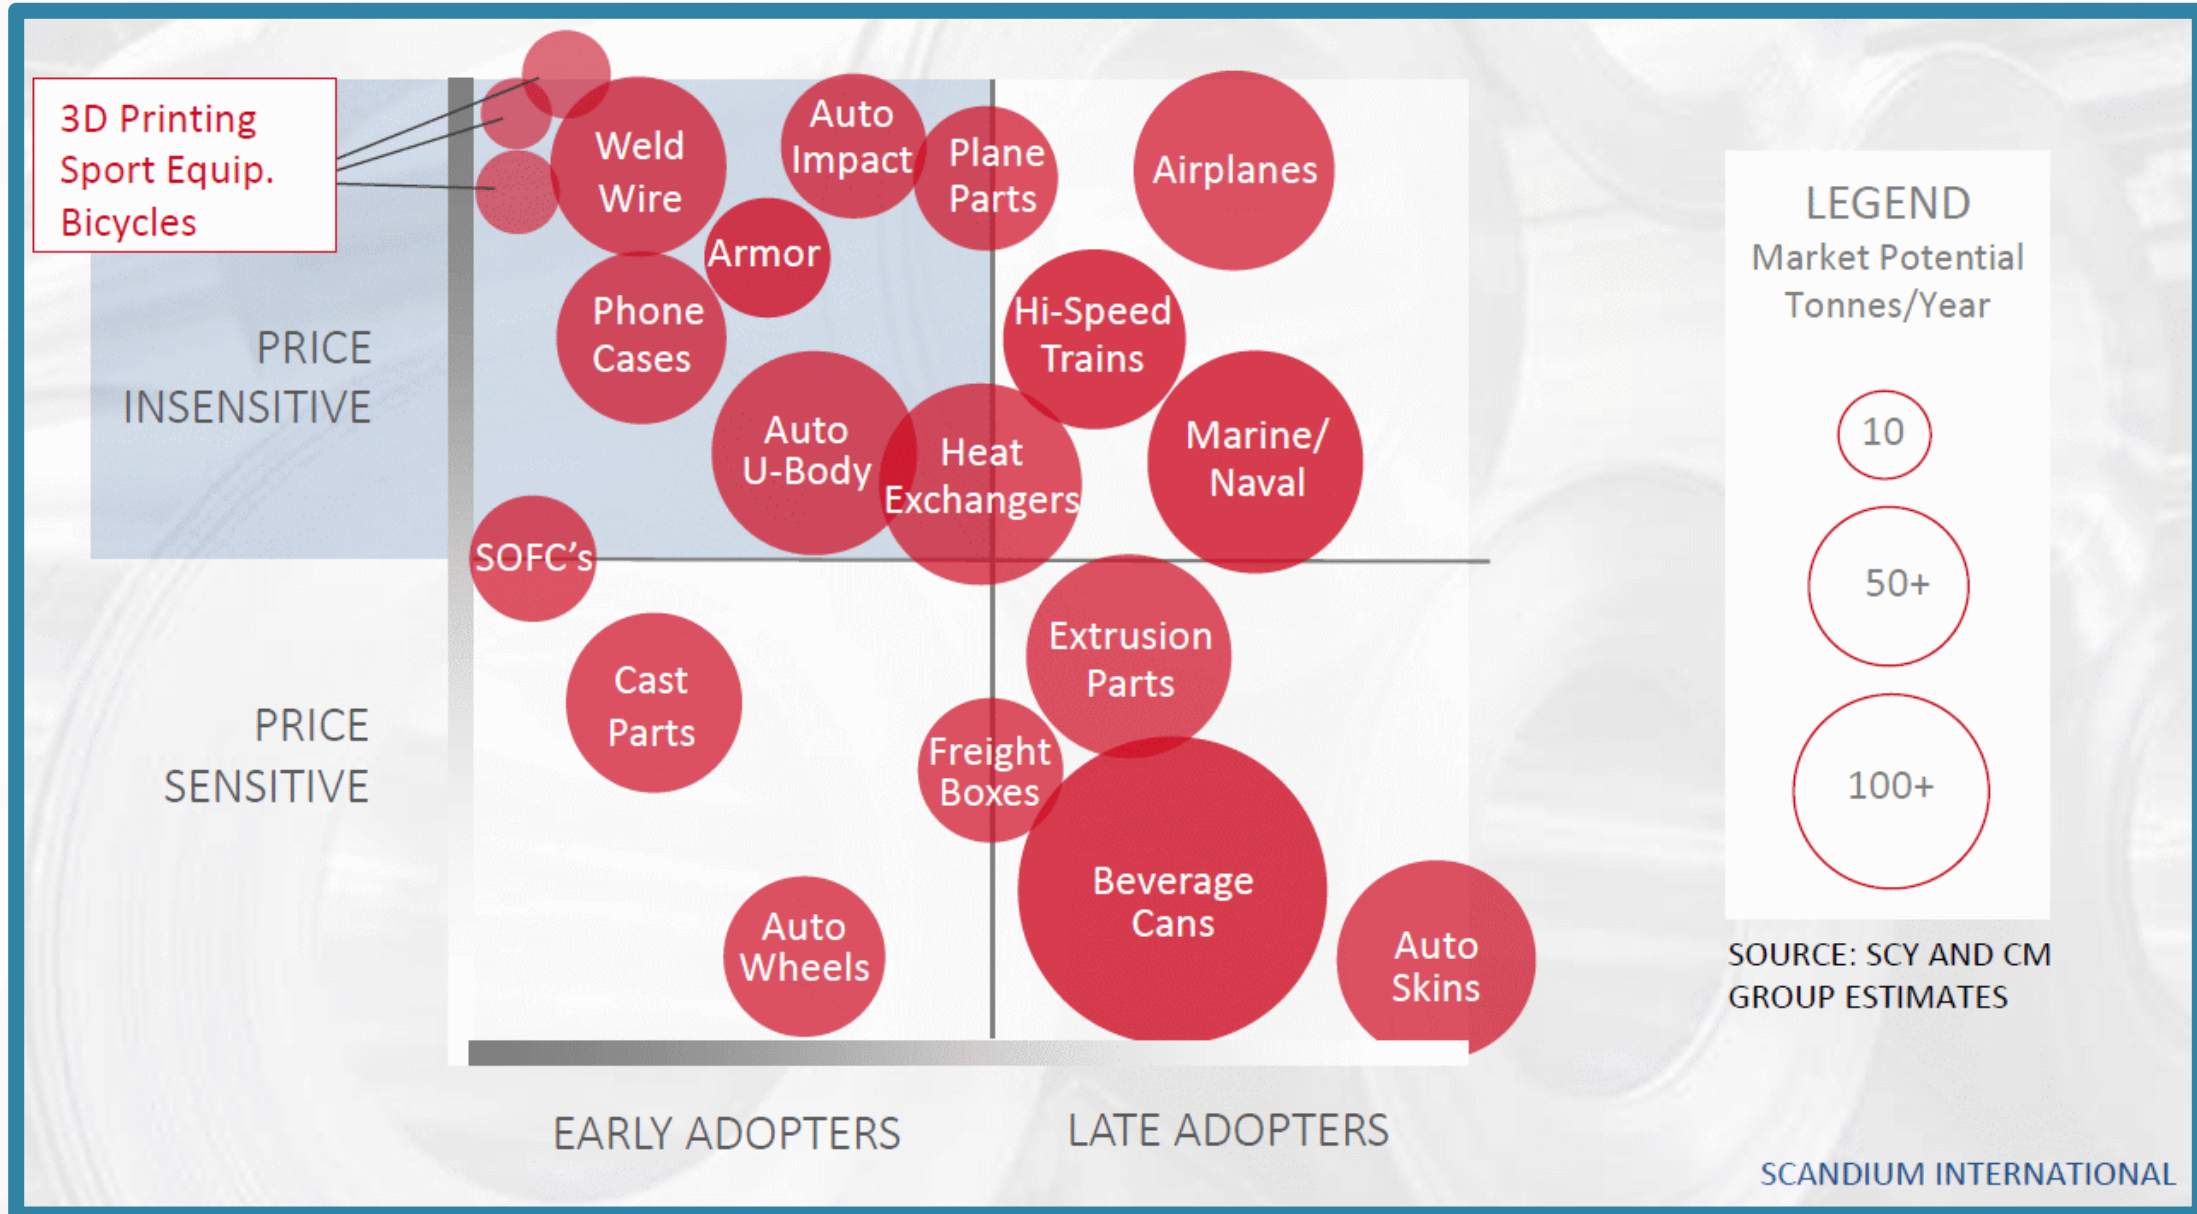 3D Printing
Sport Equip.
Bicycles
PRICE
INSENSITIVE
PRICE
SENSITIVE
Weld
Wire
Auto
Impact
Plane
Parts
Airplanes
Armor
Phone
Cases
Hi-Speed
Trains
Auto
U-Body
Heat
Exchangers
Marine/
Naval
SOFC's
Cast
Parts
Extrusion
Parts
Freight
Boxes
Auto
Wheels
Beverage
Cans
Auto
Skins
EARLY ADOPTERS
LATE ADOPTERS
LEGEND
Market Potential
Tonnes/Year
10
50+
100+
SOURCE: SCY AND CM
GROUP ESTIMATES
SCANDIUM INTERNATIONAL